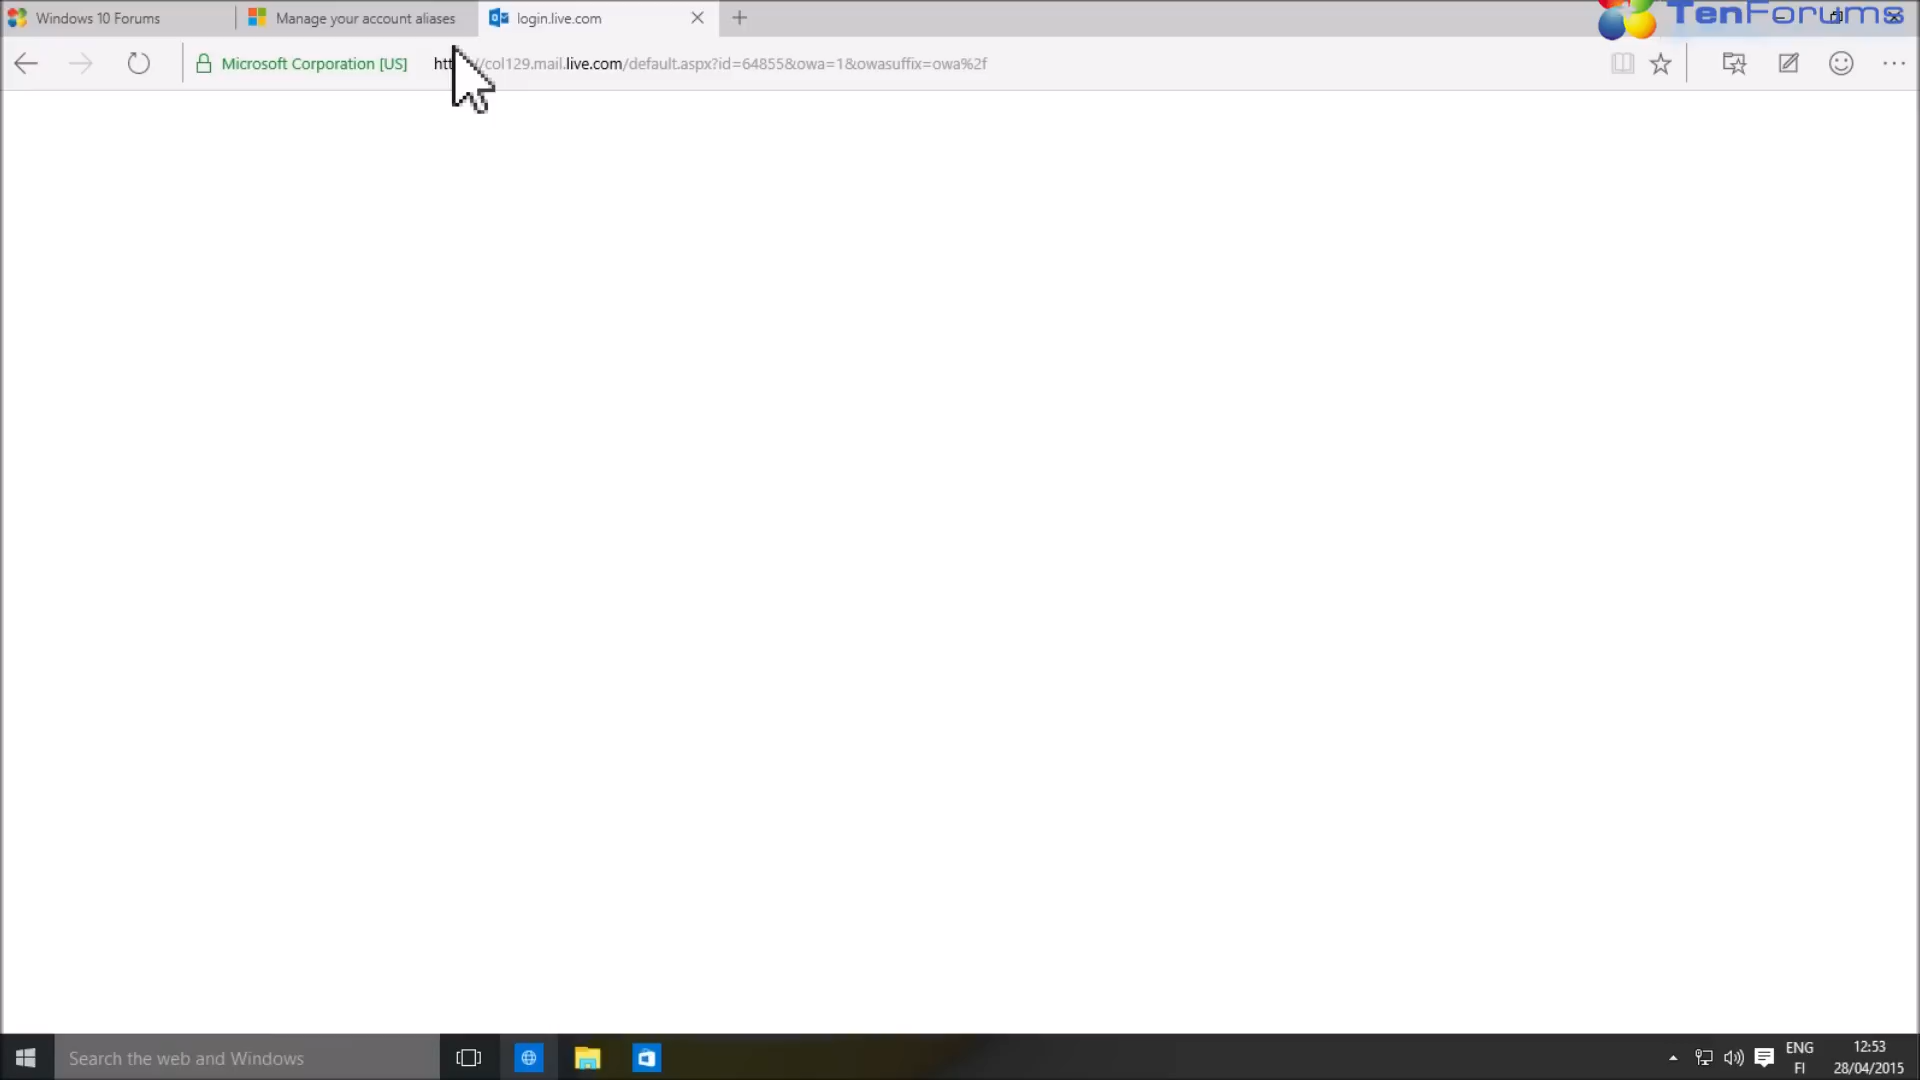 Windows 10 Forums
Manage your account aliases
login.live.com
TenForums
Microsoft Corporation [US]
htt //col129.mail.live.com/default.aspx?id=64855&owa=1&owasuffix=owa%2f
Search the web and Windows
ENG
FI
12:53
28/04/2015